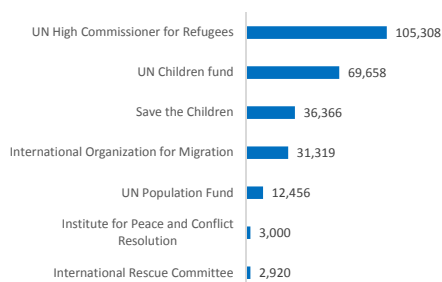 UN High Commissioner for Refugees 105,308
UN Children fund 69,658
Save the Children 36,366
International Organization for Migration 31,319
UN Population Fund 12,456
Institute for Peace and Conflict
Resolution 3,000
International Rescue Committee 2,920